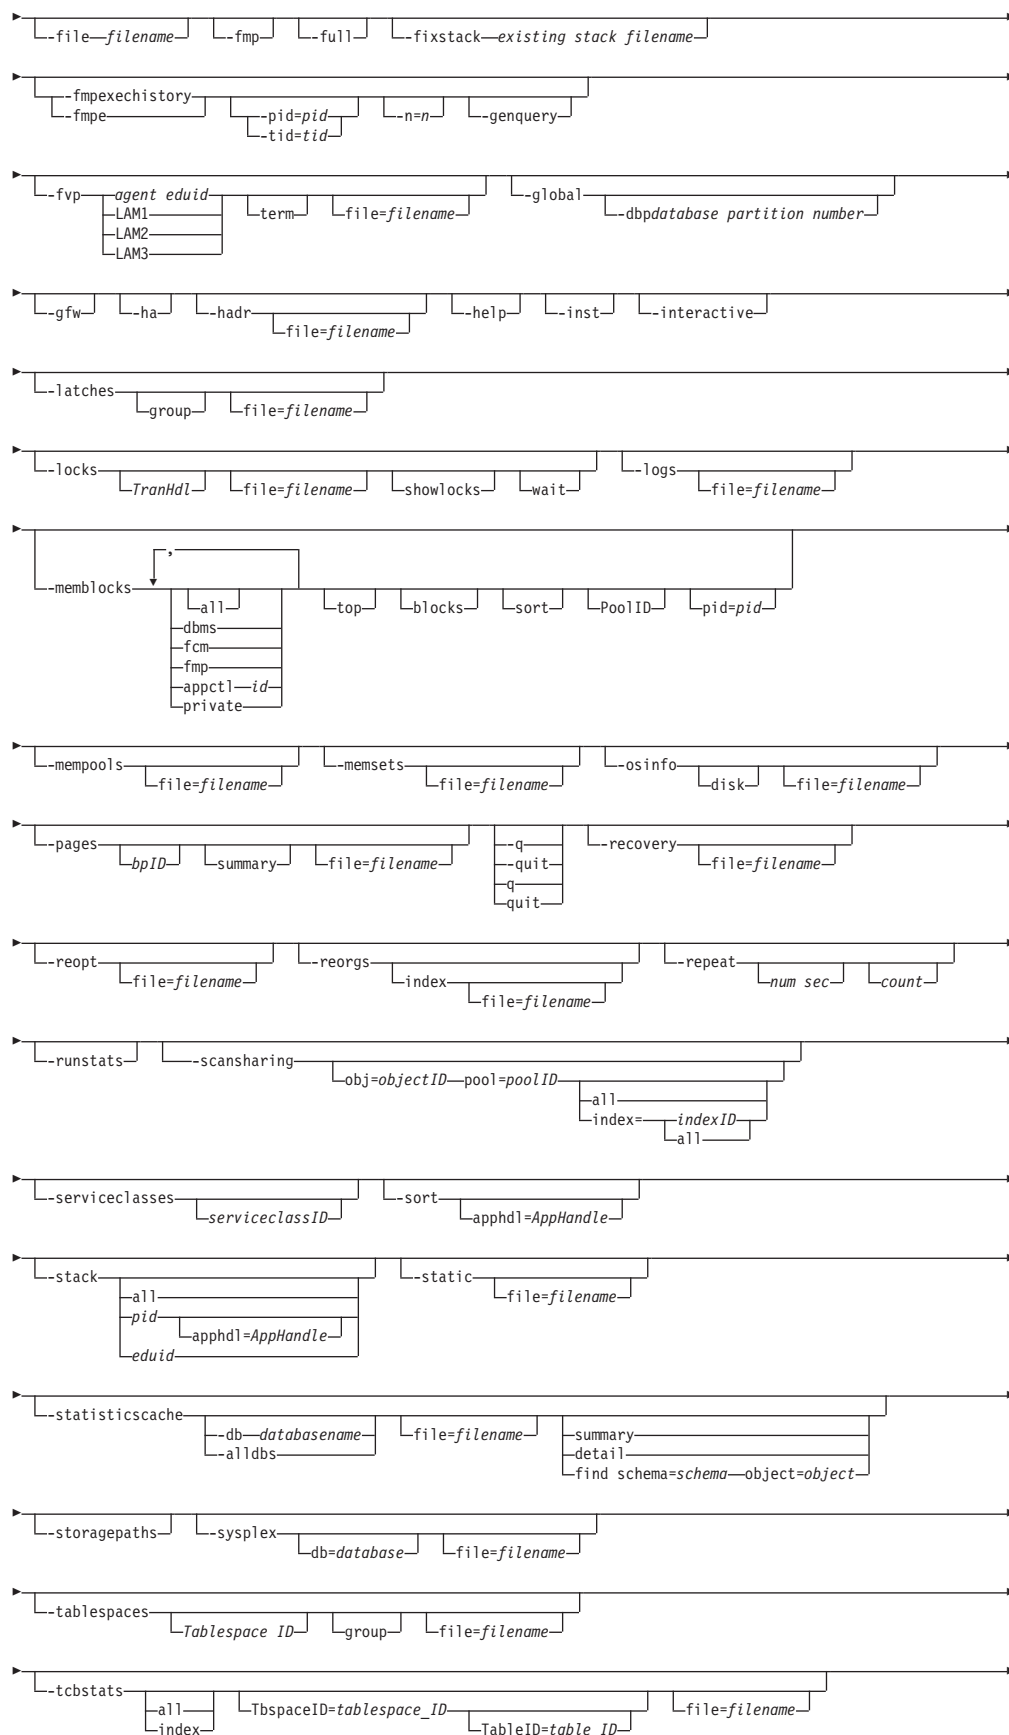 -file filename -fmp -full -fixstack existing stack filename
-fmpexechistory -pid=pid -n=n -genquery
-fmpe -tid=tid
-fvp agent eduid term file=filename -global -dbpdatabase partition number
LAM1
LAM2
LAM3
-gfw -ha -hadr file=filename -help -inst -interactive
-latches group file=filename
-locks TranHdl file=filename showlocks wait -logs file=filename
,
-memblocks all top blocks sort PoolID pid=pid
dbms
fcm
fmp
appctl id
private
-mempools file=filename -memsets file=filename -osinfo disk file=filename
-pages bpID summary file=filename -q -recovery file=filename
-quit
q
quit
-reopt file=filename -reorgs index file=filename -repeat num sec count
-runstats -scansharing obj=objectID pool=poolID
all
index= indexID
all
-serviceclasses serviceclassID -sort apphdl=AppHandle
-stack all -static file=filename
pid apphdl=AppHandle
eduid
-statisticscache -db databasename file=filename summary
-alldbs detail
find schema=schema object=object
-storagepaths -sysplex db=database file=filename
-tablespaces Tablespace ID group file=filename
-tcbstats all TbspaceID=tablespace_ID file=filename
index TableID=table_ID